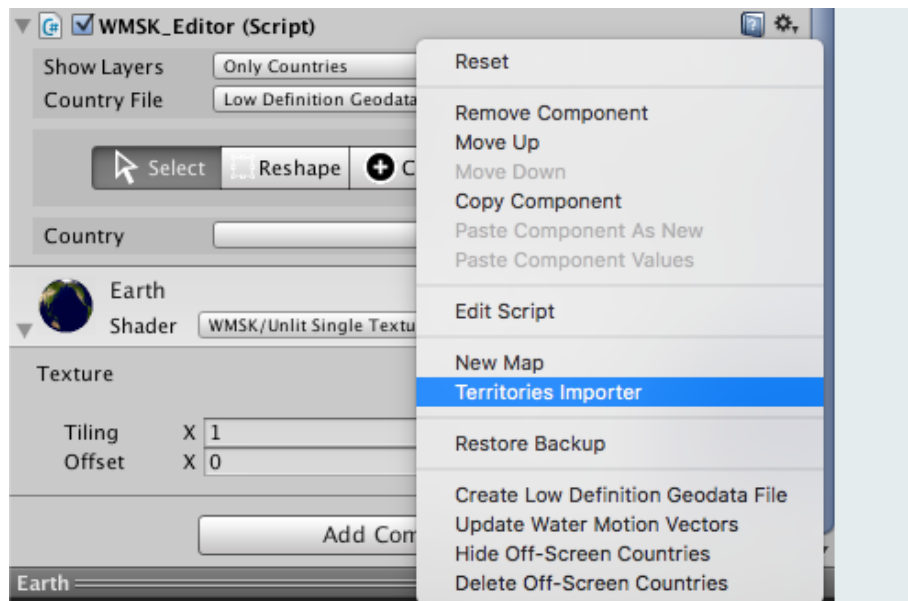 WMSK_Editor (Script)
Show Layers
Only Countries
Country File
Low Definition Geodata
Select
Reshape
C
Country
Earth
Shader
WMSK/Unlit Single Textu
Texture
Tiling
X 1
Offset
X 0
Add Com
Earth
Reset
Remove Component
Move Up
Move Down
Copy Component
Paste Component As New
Paste Component Values
Edit Script
New Map
Territories Importer
Restore Backup
Create Low Definition Geodata File
Update Water Motion Vectors
Hide Off-Screen Countries
Delete Off-Screen Countries